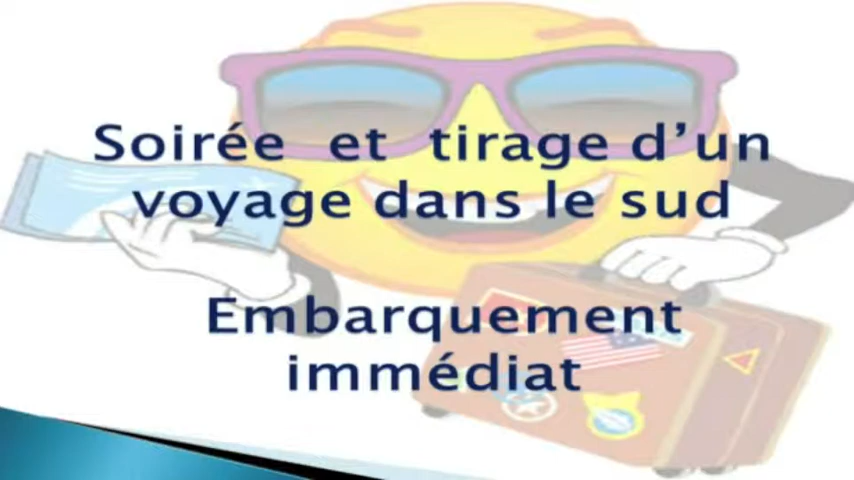 Soirée et tirage d’un
voyage dans le sud
Embarquement
immédiat